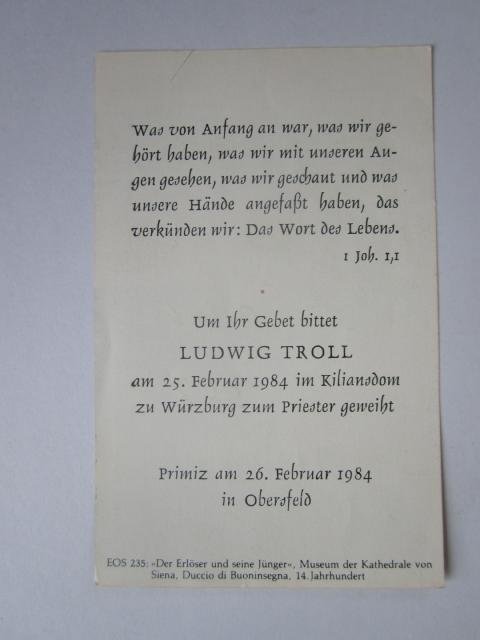 Was von Anfang an war, was wir ge-
hört haben, was wir mit unseren Au-
gen gesehen, was wir geschaut und was
unsere Hände angefaßt haben, das
verkünden wir: Das Wort des Lebens.
1 Joh. 1,1
Um Ihr Gebet bittet
LUDWIG TROLL
am 25. Februar 1984 im Kiliansdom
zu Würzburg zum Priester geweiht
Primiz am 26. Februar 1984
in Obersfeld
EOS 235: «Der Erlöser und seine Jünger», Museum der Kathedrale von
Siena, Duccio di Buoninsegna, 14. Jahrhundert